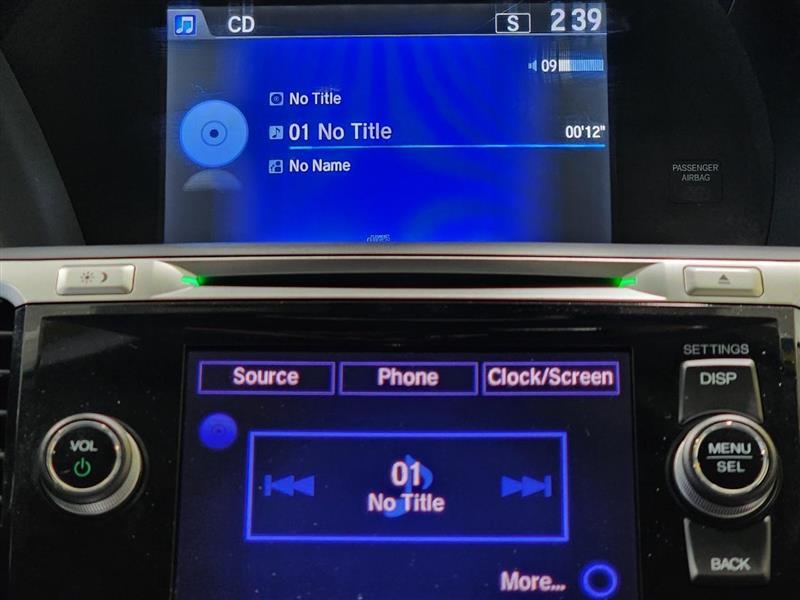 CD S 2 39
09
No Title
01 No Title 00'12"
No Name
PASSENGER
AIRBAG
SETTINGS
Source Phone Clock/Screen
DISP
VOL
MENU
SEL
01
No Title
BACK
More...